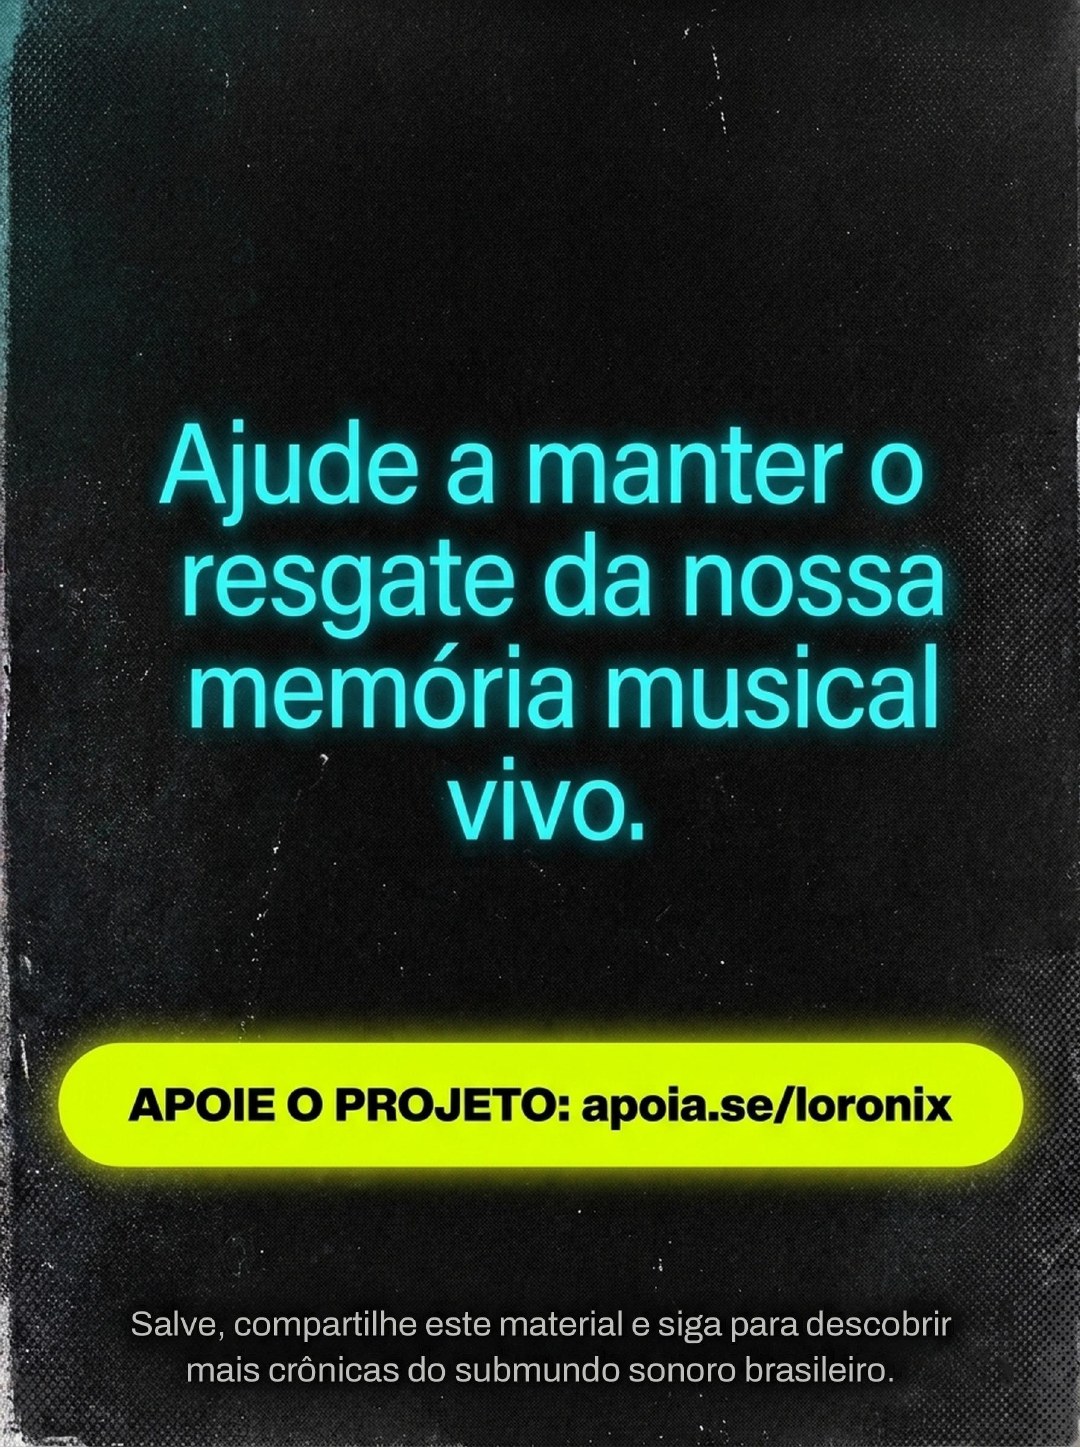 Ajude a manter o
resgate da nossa
memória musical
vivo.
APOIE O PROJETO: apoia.se/loronix
Salve, compartilhe este material e siga para descobrir
mais crônicas do submundo sonoro brasileiro.